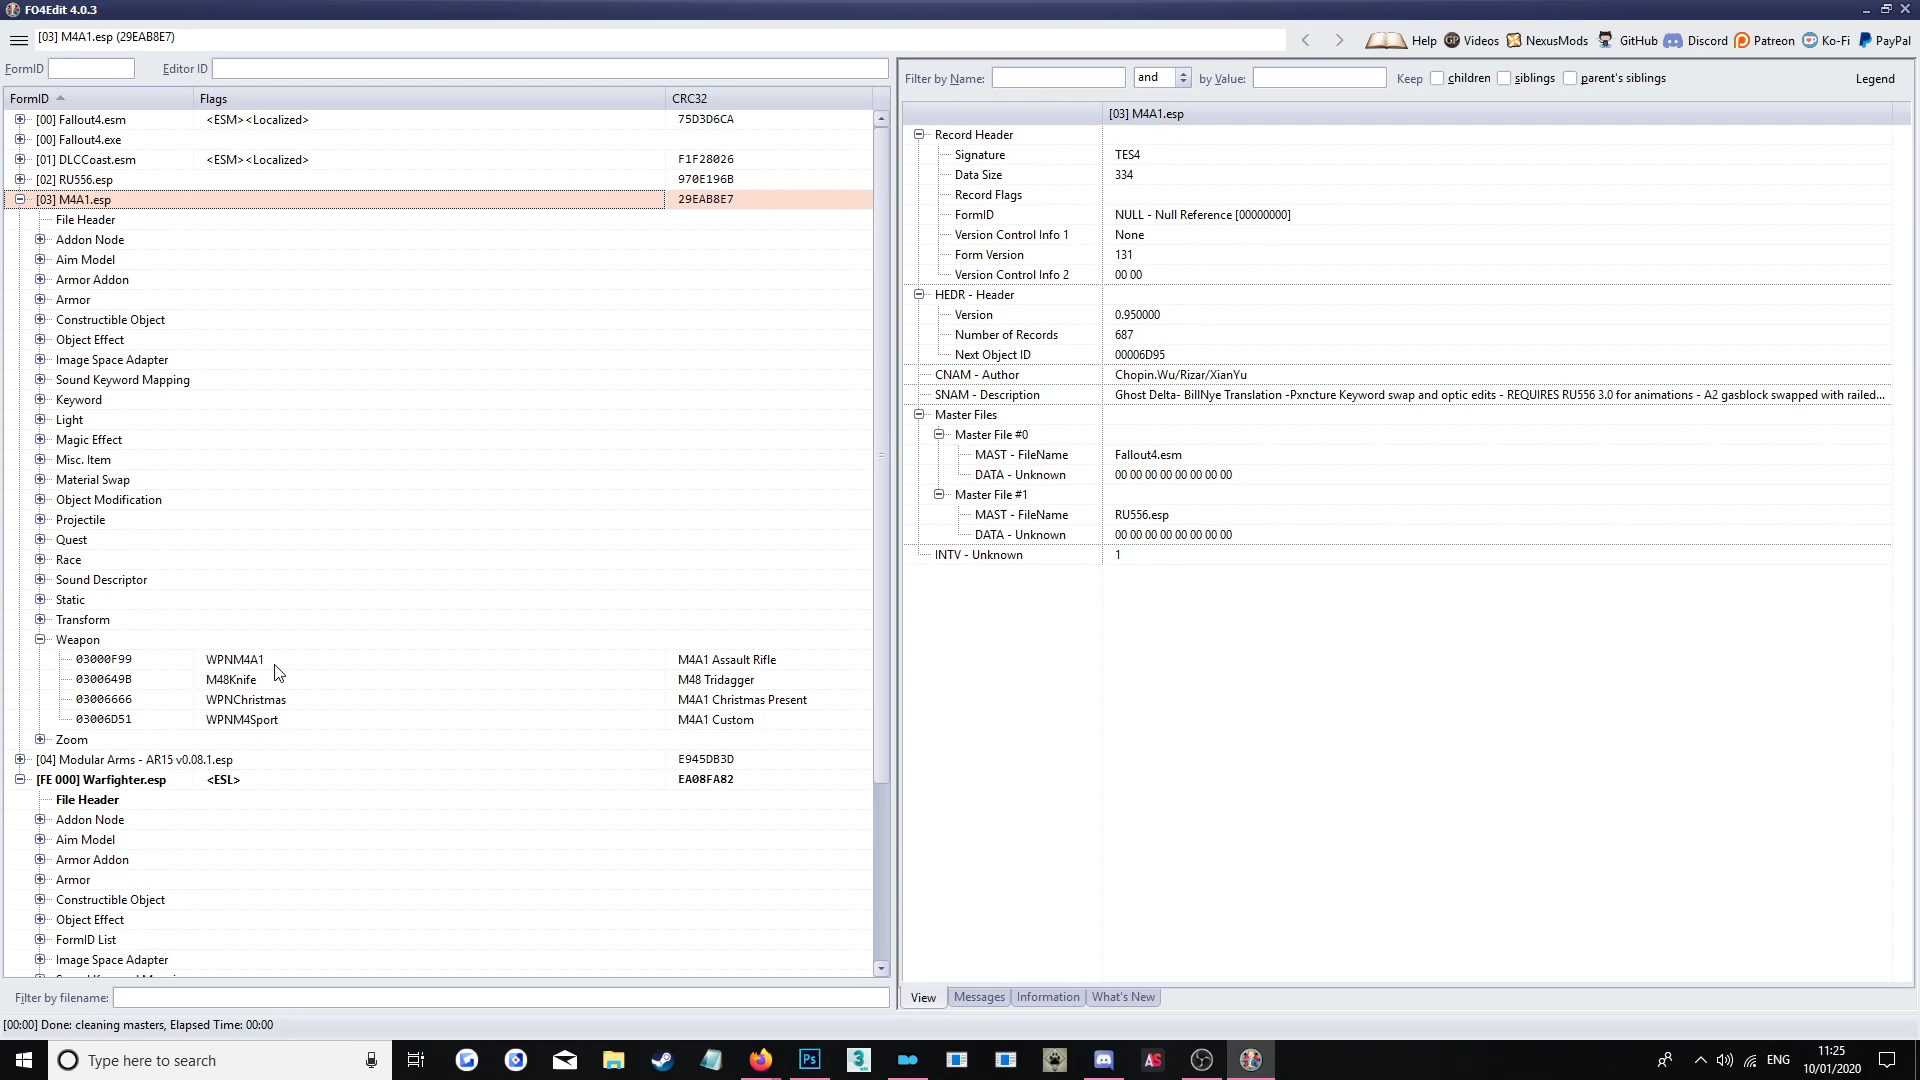 FO4Edit 4.0.3
[03] M4A1.esp (29EAB8E7)
Help Videos NexusMods GitHub Discord Patreon Ko-Fi PayPal
FormID Editor ID
Filter by Name: and by Value: Keep children siblings parent's siblings Legend
FormID Flags CRC32
[00] Fallout4.esm <ESM><Localized> 75D3D6CA
[00] Fallout4.exe
[01] DLCCoast.esm <ESM><Localized> F1F28026
[02] RU556.esp 970E196B
[03] M4A1.esp 29EAB8E7
File Header
Addon Node
Aim Model
Armor Addon
Armor
Constructible Object
Object Effect
Image Space Adapter
Sound Keyword Mapping
Keyword
Light
Magic Effect
Misc. Item
Material Swap
Object Modification
Projectile
Quest
Race
Sound Descriptor
Static
Transform
Weapon
03000F99 WPNM4A1 M4A1 Assault Rifle
0300649B M48Knife M48 Tridagger
03006666 WPNChristmas M4A1 Christmas Present
03006D51 WPNM4Sport M4A1 Custom
Zoom
[04] Modular Arms - AR15 v0.08.1.esp E945DB3D
[FE 000] Warfighter.esp <ESL> EA08FA82
File Header
Addon Node
Aim Model
Armor Addon
Armor
Constructible Object
Object Effect
FormID List
Image Space Adapter
[03] M4A1.esp
Record Header
Signature TES4
Data Size 334
Record Flags
FormID NULL - Null Reference [00000000]
Version Control Info 1 None
Form Version 131
Version Control Info 2 00 00
HEDR - Header
Version 0.950000
Number of Records 687
Next Object ID 00006D95
CNAM - Author Chopin.Wu/Rizar/XianYu
SNAM - Description Ghost Delta- BillNye Translation -Pxncture Keyword swap and optic edits - REQUIRES RU556 3.0 for animations - A2 gasblock swapped with railed...
Master Files
Master File #0
MAST - FileName Fallout4.esm
DATA - Unknown 00 00 00 00 00 00 00 00
Master File #1
MAST - FileName RU556.esp
DATA - Unknown 00 00 00 00 00 00 00 00
INTV - Unknown 1
Filter by filename:
View Messages Information What's New
[00:00] Done: cleaning masters, Elapsed Time: 00:00
Type here to search
Ps
3
AS
ENG
11:25
10/01/2020